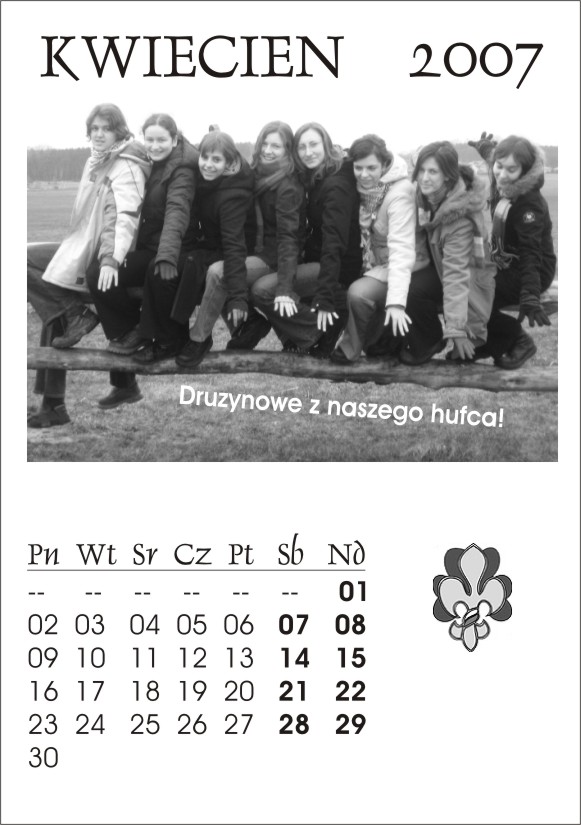 KWIECIEN 2007
Druzynowe z naszego hufca!
Pn Wt Sr Cz Pt Sb Nd
-- -- -- -- -- -- 01
02 03 04 05 06 07 08
09 10 11 12 13 14 15
16 17 18 19 20 21 22
23 24 25 26 27 28 29
30